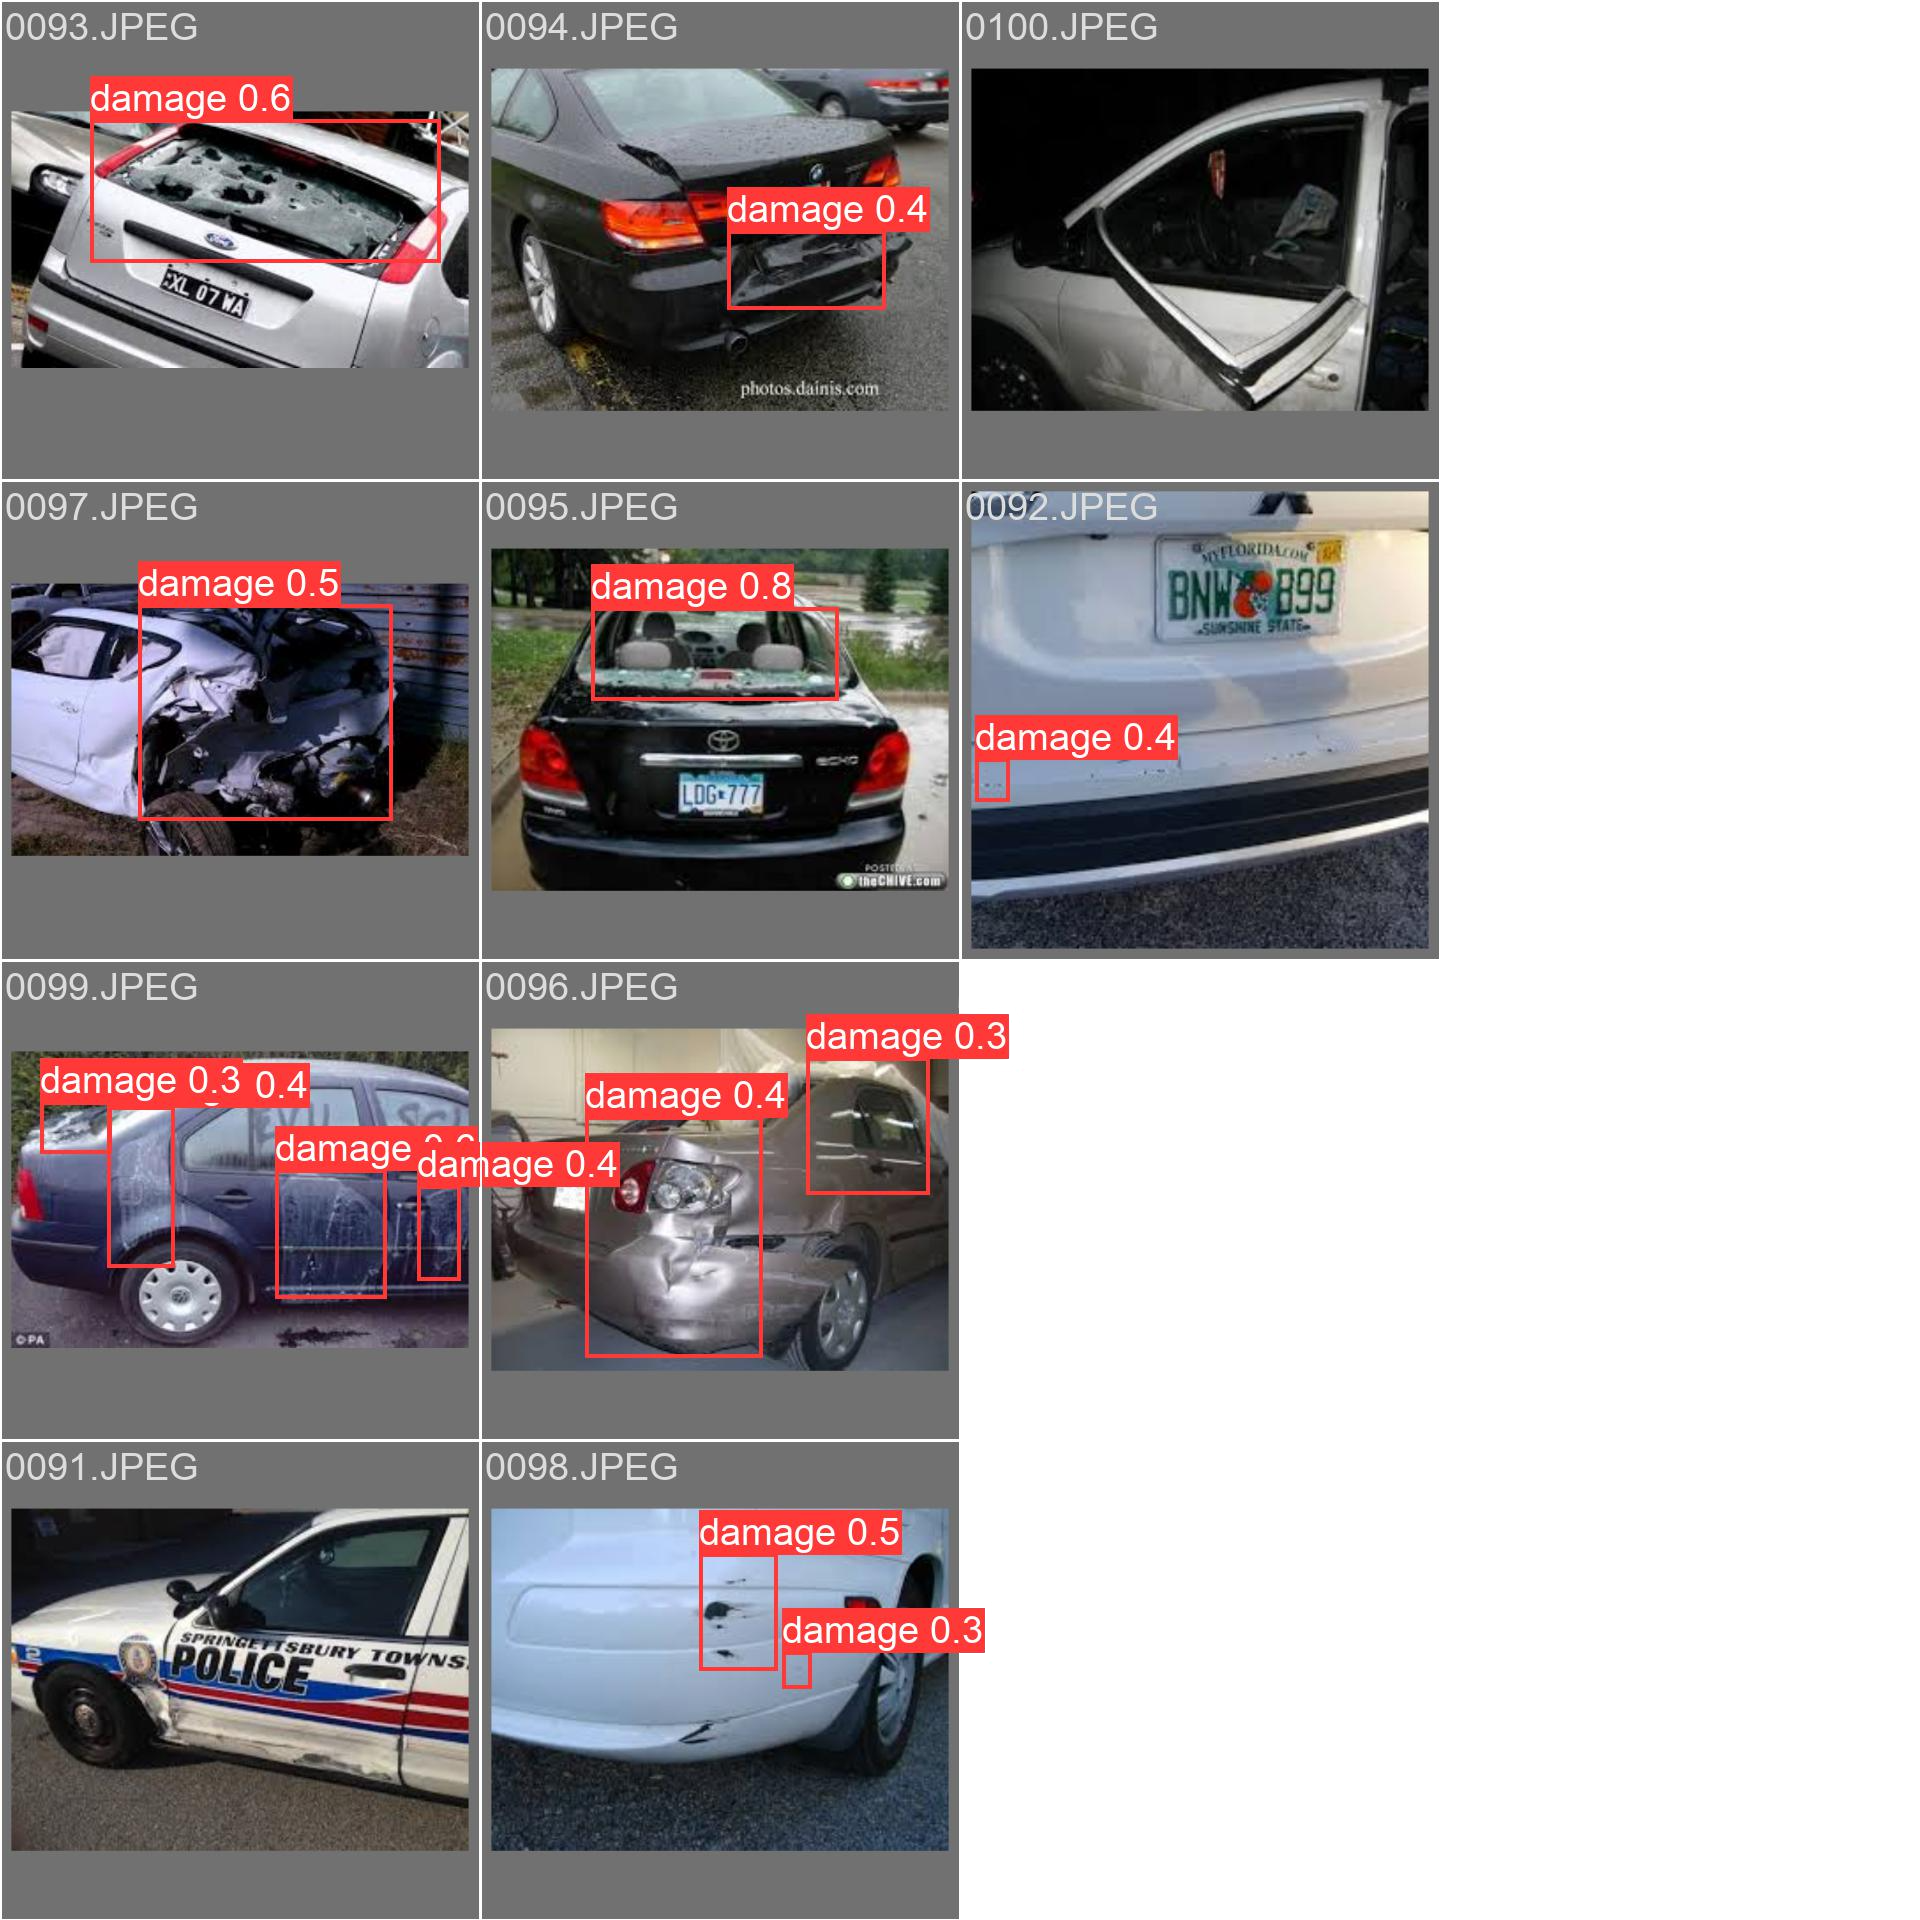 0093.JPEG
damage 0.6
XL 07 WA
0094.JPEG
damage 0.4
photos.dainis.com
0100.JPEG
0097.JPEG
damage 0.5
0095.JPEG
damage 0.8
ECHO
LDG 777
POSTED
theCHIVE.com
0092.JPEG
MYFLORIDA.COM
BNW B99
SUNSHINE STATE
damage 0.4
0099.JPEG
damage 0.3
0.4
damage
damage 0.4
© PA
0096.JPEG
damage 0.3
damage 0.4
0091.JPEG
2
SPRINGETTSBURY TOWNS
POLICE
0098.JPEG
damage 0.5
damage 0.3